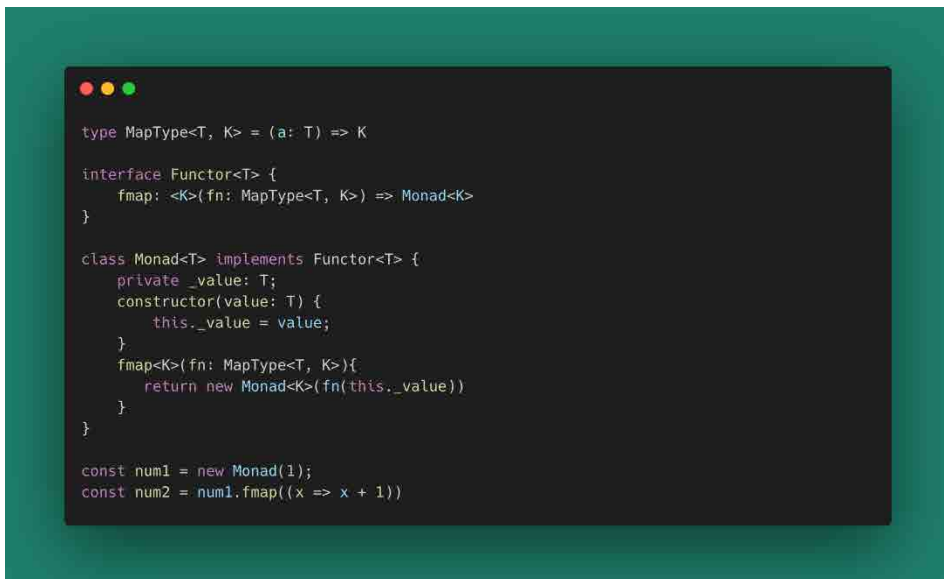 type MapType<T, K> = (a: T) => K
interface Functor<T> {
fmap: <K>(fn: MapType<T, K>) => Monad<K>
}
class Monad<T> implements Functor<T> {
private _value: T;
constructor(value: T) {
this._value = value;
}
fmap<K>(fn: MapType<T, K>){
return new Monad<K>(fn(this._value))
}
}
const num1 = new Monad(1);
const num2 = num1.fmap((x => x + 1))